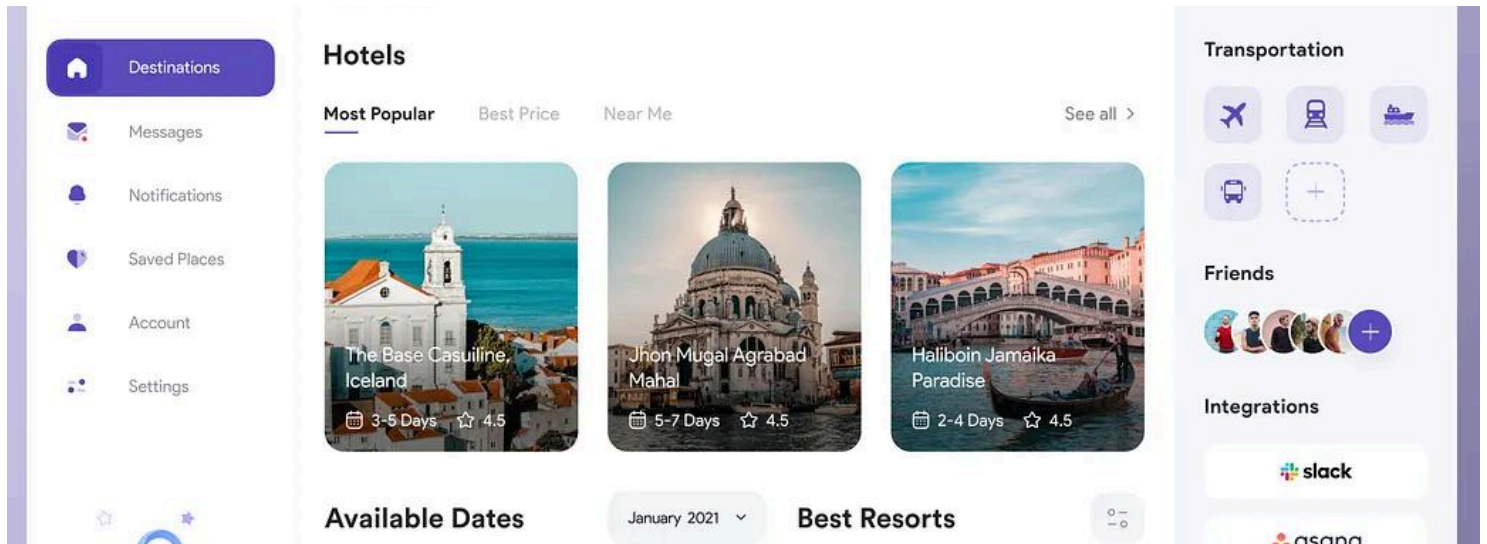 Destinations
Messages
Notifications
Saved Places
Account
Settings
Hotels
Most Popular Best Price Near Me See all >
The Base Casuiline,
Iceland
3-5 Days 4.5
Jhon Mugal Agrabad
Mahal
5-7 Days 4.5
Haliboin Jamaika
Paradise
2-4 Days 4.5
Available Dates
January 2021
Best Resorts
Transportation
Friends
Integrations
slack
asana